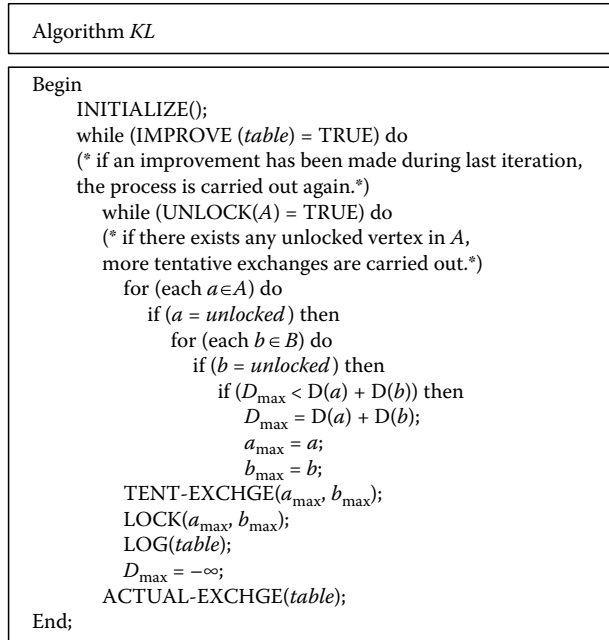 Algorithm KL
Begin
INITIALIZE();
while (IMPROVE (table) = TRUE) do
(* if an improvement has been made during last iteration,
the process is carried out again.*)
while (UNLOCK(A) = TRUE) do
(* if there exists any unlocked vertex in A,
more tentative exchanges are carried out.*)
for (each a∈A) do
if (a = unlocked) then
for (each b ∈ B) do
if (b = unlocked) then
if (Dmax < D(a) + D(b)) then
Dmax = D(a) + D(b);
amax = a;
bmax = b;
TENT-EXCHGE(amax, bmax);
LOCK(amax, bmax);
LOG(table);
Dmax = −∞;
ACTUAL-EXCHGE(table);
End;